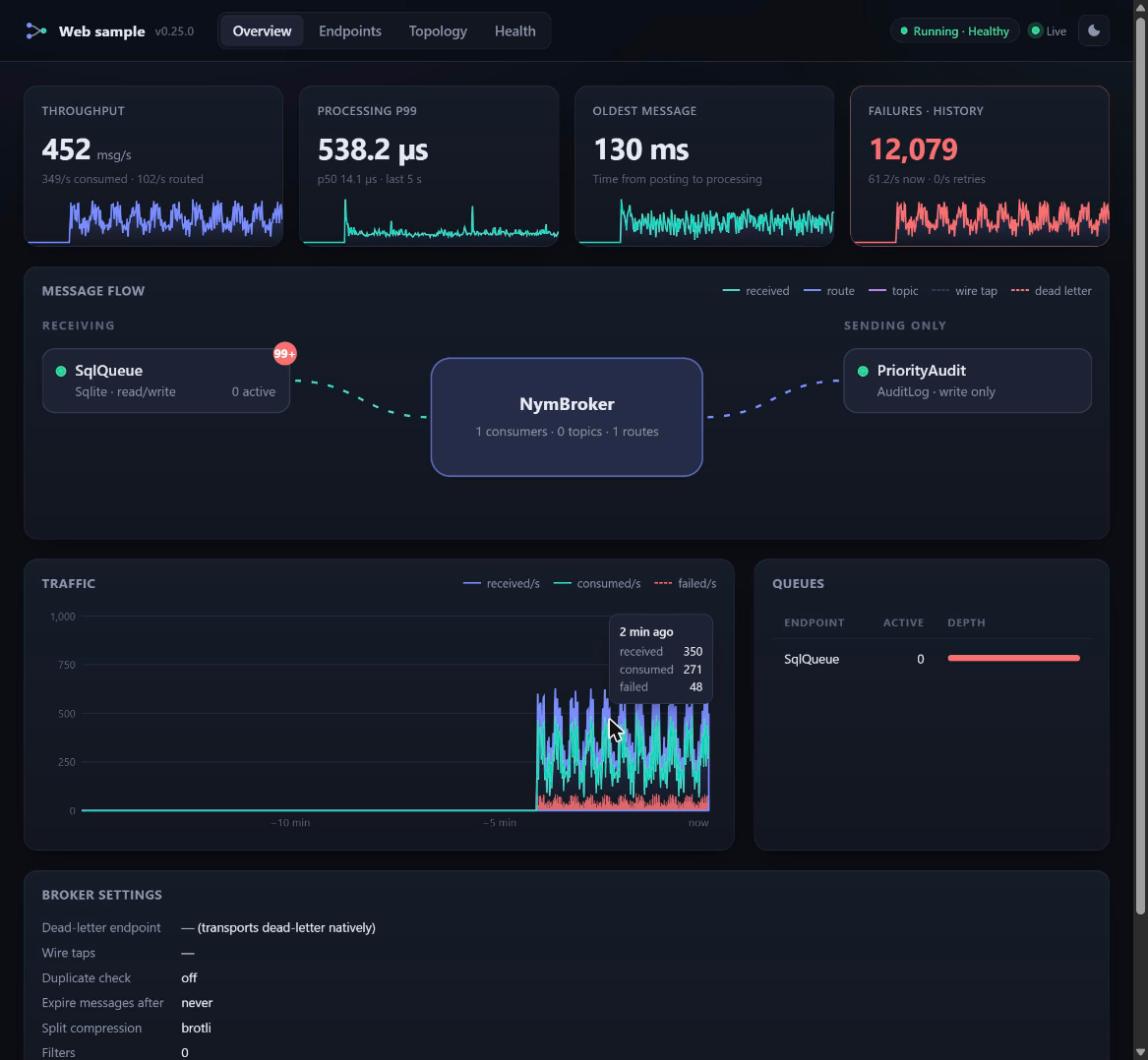 Web sample v0.25.0 Overview Endpoints Topology Health Running · Healthy Live
THROUGHPUT
452 msg/s
349/s consumed · 102/s routed
PROCESSING P99
538.2 µs
p50 14.1 µs · last 5 s
OLDEST MESSAGE
130 ms
Time from posting to processing
FAILURES · HISTORY
12,079
61.2/s now · 0/s retries
MESSAGE FLOW
received route topic wire tap dead letter
RECEIVING
SENDING ONLY
99+
SqlQueue
Sqlite · read/write 0 active
NymBroker
1 consumers · 0 topics · 1 routes
PriorityAudit
AuditLog · write only
TRAFFIC
received/s consumed/s failed/s
1,000
750
500
250
0
−10 min −5 min now
2 min ago
received 350
consumed 271
failed 48
QUEUES
ENDPOINT ACTIVE DEPTH
SqlQueue 0
BROKER SETTINGS
Dead-letter endpoint — (transports dead-letter natively)
Wire taps —
Duplicate check off
Expire messages after never
Split compression brotli
Filters 0